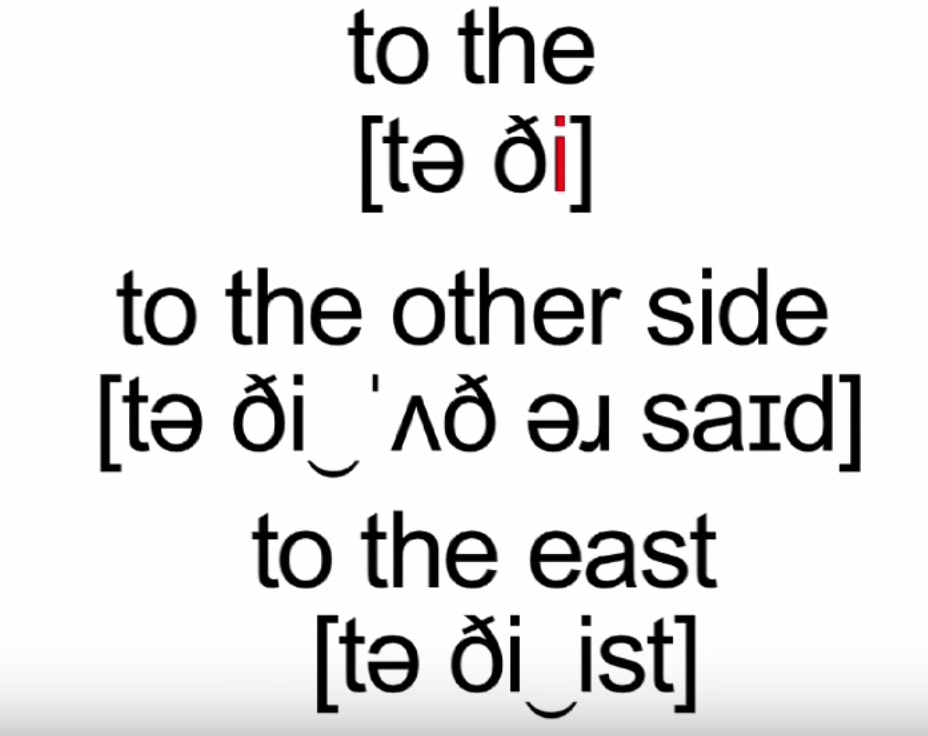 to the
[tə ði]
to the other side
[tə ði‿ˈʌð əɹ saɪd]
to the east
[tə ði‿ist]